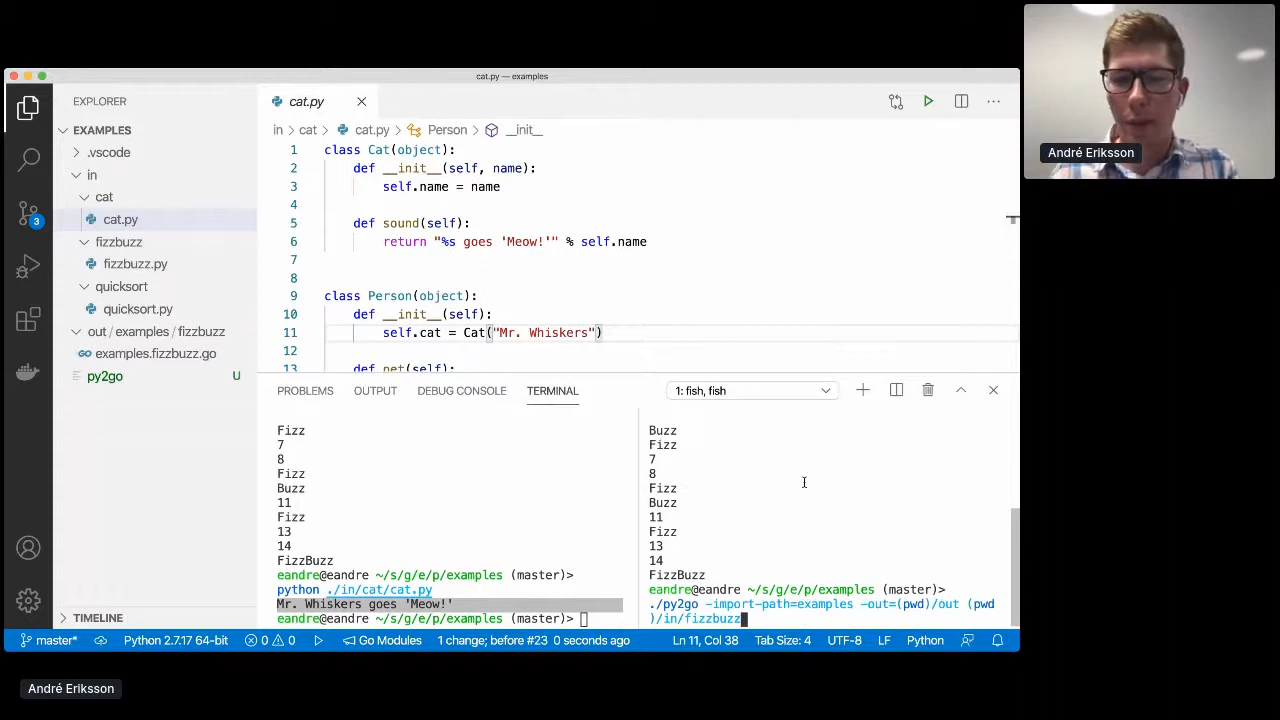 cat.py — examples
EXPLORER
EXAMPLES
.vscode
in
cat
cat.py
fizzbuzz
fizzbuzz.py
quicksort
quicksort.py
out / examples / fizzbuzz
examples.fizzbuzz.go
py2go U
TIMELINE
3
cat.py
in > cat > cat.py > Person > __init__
1 class Cat(object):
2 def __init__(self, name):
3 self.name = name
4
5 def sound(self):
6 return "%s goes 'Meow!'" % self.name
7
8
9 class Person(object):
10 def __init__(self):
11 self.cat = Cat("Mr. Whiskers")
12
13 def pet(self):
PROBLEMS OUTPUT DEBUG CONSOLE TERMINAL 1: fish, fish
Fizz
7
8
Fizz
Buzz
11
Fizz
13
14
FizzBuzz
eandre@eandre ~/s/g/e/p/examples (master)>
python ./in/cat/cat.py
Mr. Whiskers goes 'Meow!'
eandre@eandre ~/s/g/e/p/examples (master)>
Buzz
Fizz
7
8
Fizz
Buzz
11
Fizz
13
14
FizzBuzz
eandre@eandre ~/s/g/e/p/examples (master)>
./py2go -import-path=examples -out=(pwd)/out (pwd
)/in/fizzbuzz
master* Python 2.7.17 64-bit 0 0 Go Modules 1 change; before #23 0 seconds ago Ln 11, Col 38 Tab Size: 4 UTF-8 LF Python
André Eriksson
André Eriksson